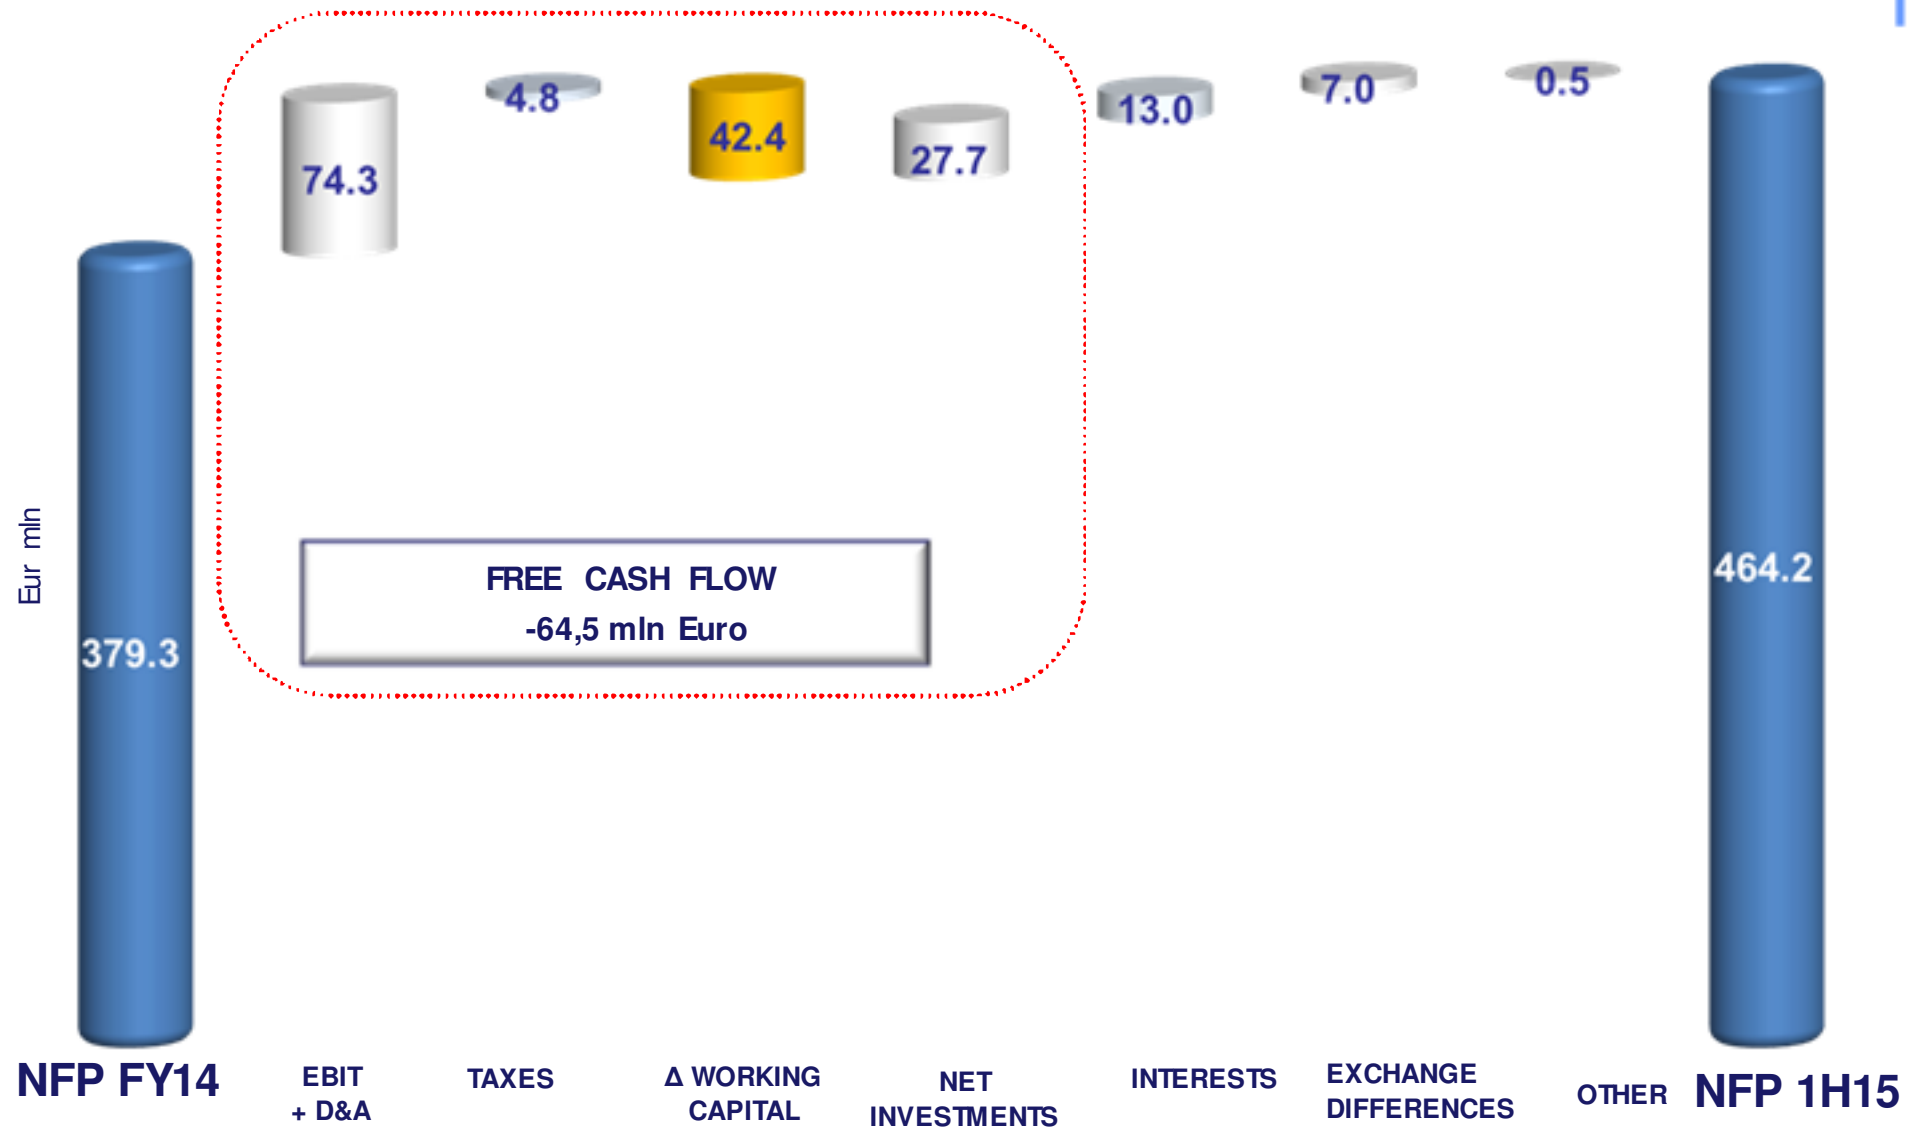 74.3
4.8
42.4
27.7
13.0
7.0
0.5
Eur mln
379.3
FREE CASH FLOW
-64,5 mln Euro
464.2
NFP FY14
EBIT
+ D&A
TAXES
Δ WORKING
CAPITAL
NET
INVESTMENTS
INTERESTS
EXCHANGE
DIFFERENCES
OTHER
NFP 1H15